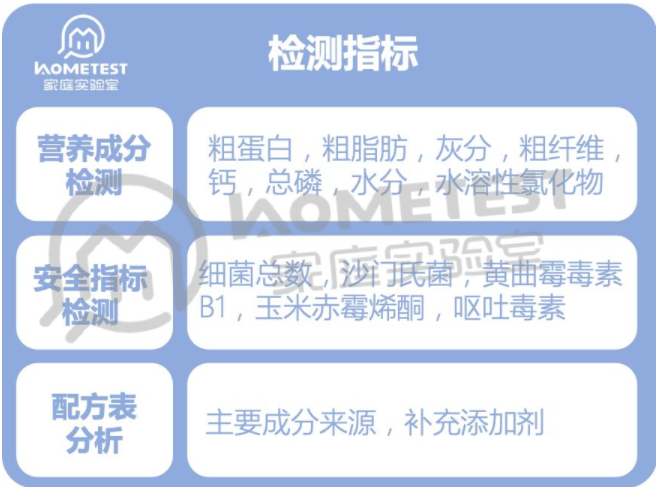 HOMETEST
家庭实验室
检测指标
营养成分
检测
粗蛋白，粗脂肪，灰分，粗纤维，
钙，总磷，水分，水溶性氯化物
HOMETEST
家庭实验室
安全指标
检测
细菌总数，沙门氏菌，黄曲霉毒素
B1，玉米赤霉烯酮，呕吐毒素
配方表
分析
主要成分来源，补充添加剂